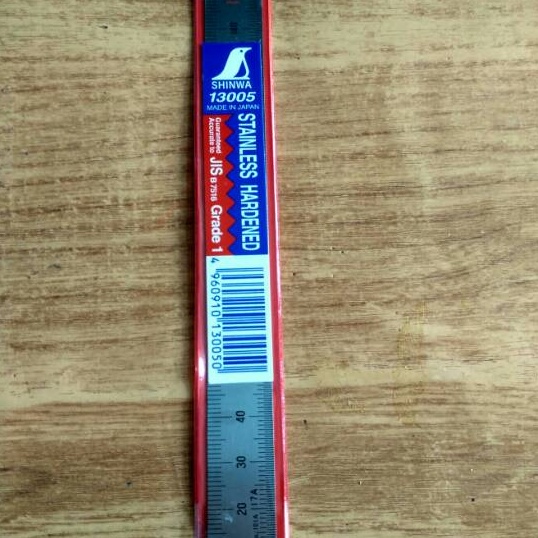 SHINWA
13005
MADE IN JAPAN
STAINLESS HARDENED
Guaranteed
Accurate to JIS B 7516 Grade 1
4 960910 130050
40
30
20
17A